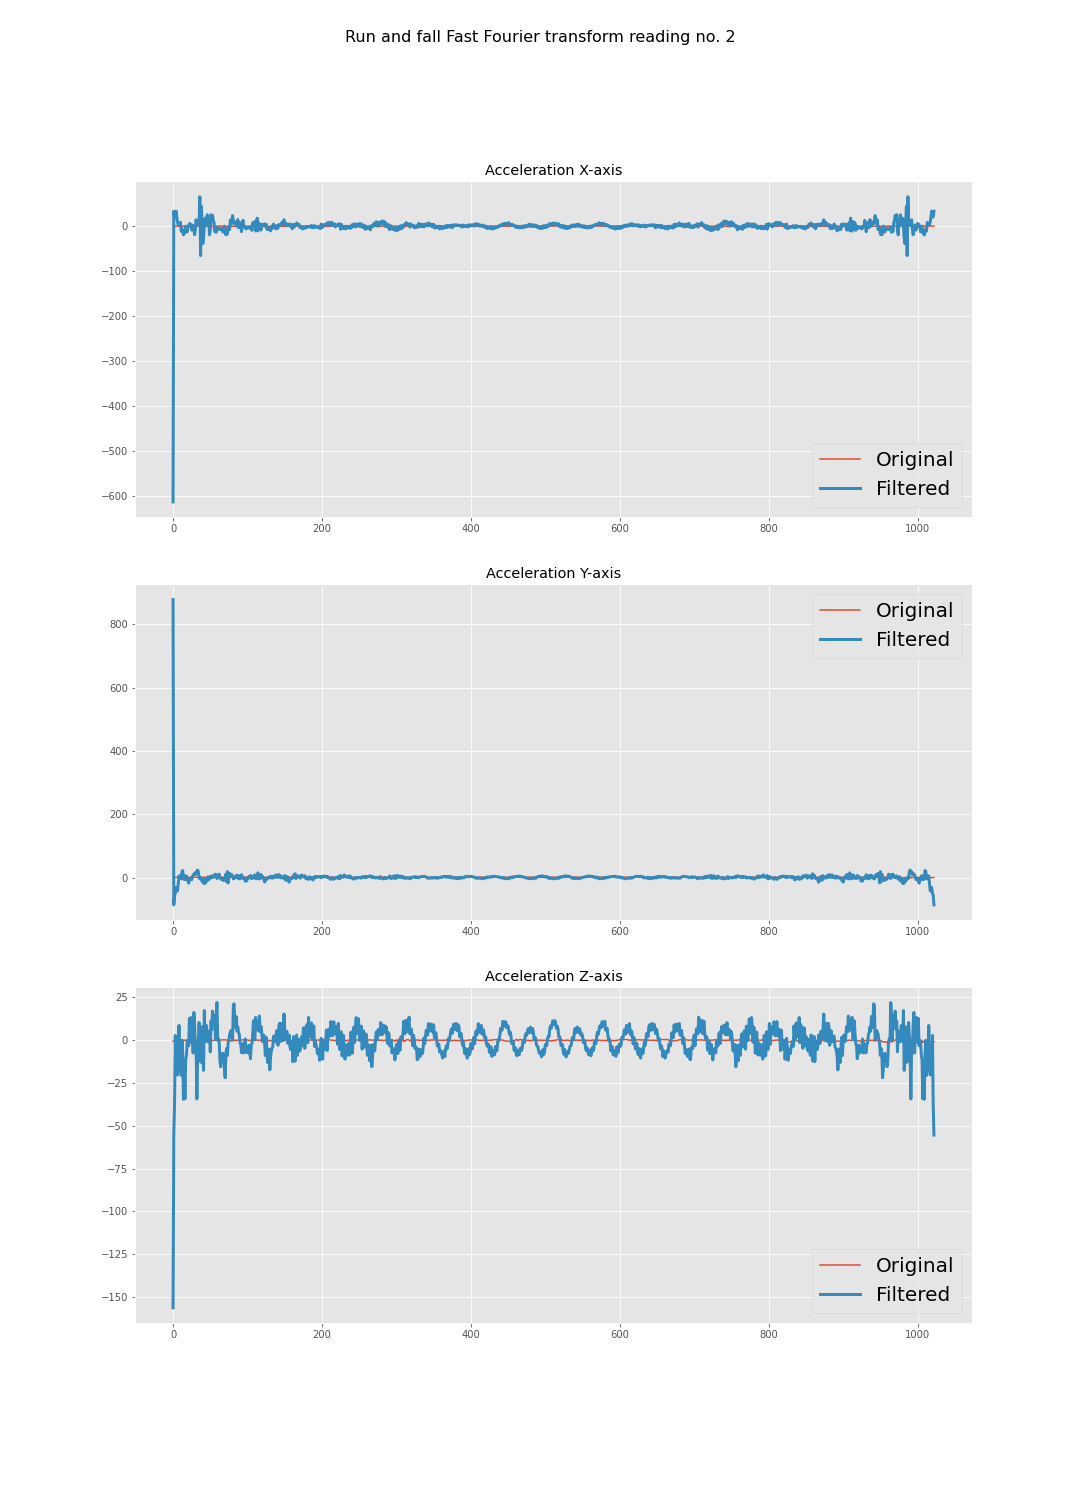 Run and fall Fast Fourier transform reading no. 2
Acceleration X-axis
0
−100
−200
−300
−400
−500
−600
Original
Filtered
0 200 400 600 800 1000
Acceleration Y-axis
800
600
400
200
0
Original
Filtered
0 200 400 600 800 1000
Acceleration Z-axis
25
0
−25
−50
−75
−100
−125
−150
Original
Filtered
0 200 400 600 800 1000